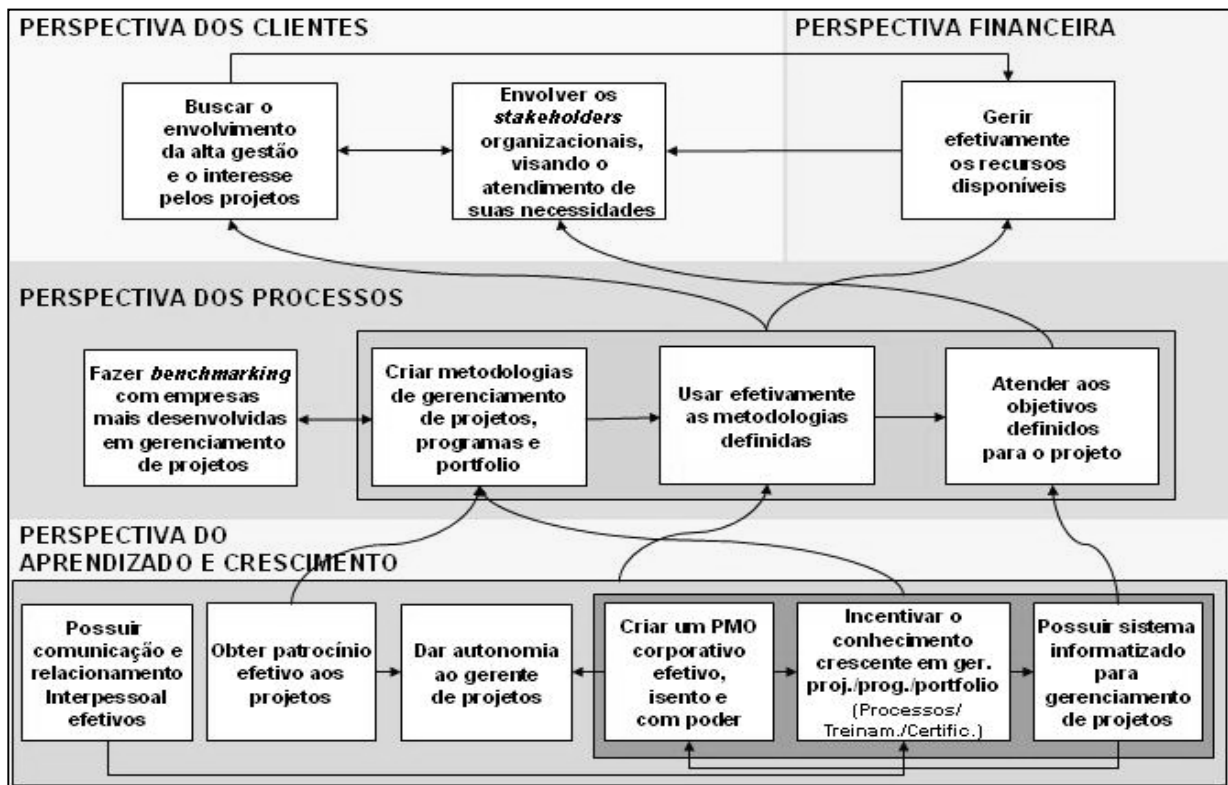 PERSPECTIVA DOS CLIENTES
PERSPECTIVA FINANCEIRA
Buscar o
envolvimento
da alta gestão
e o interesse
pelos projetos
Envolver os
stakeholders
organizacionais,
visando o
atendimento de
suas necessidades
Gerir
efetivamente
os recursos
disponíveis
PERSPECTIVA DOS PROCESSOS
Fazer benchmarking
com empresas
mais desenvolvidas
em gerenciamento
de projetos
Criar metodologias
de gerenciamento
de projetos,
programas e
portfolio
Usar efetivamente
as metodologias
definidas
Atender aos
objetivos
definidos
para o projeto
PERSPECTIVA DO
APRENDIZADO E CRESCIMENTO
Possuir
comunicação e
relacionamento
Interpessoal
efetivos
Obter patrocínio
efetivo aos
projetos
Dar autonomia
ao gerente
de projetos
Criar um PMO
corporativo
efetivo,
isento e
com poder
Incentivar o
conhecimento
crescente em ger.
proj./prog./portfolio
(Processos/
Treinam./Certific.)
Possuir sistema
informatizado
para
gerenciamento
de projetos